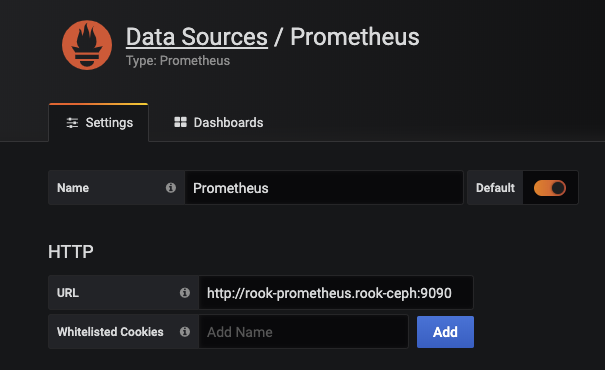 Data Sources / Prometheus
Type: Prometheus
Settings
Dashboards
Name
Prometheus
Default
HTTP
URL
http://rook-prometheus.rook-ceph:9090
Whitelisted Cookies
Add Name
Add